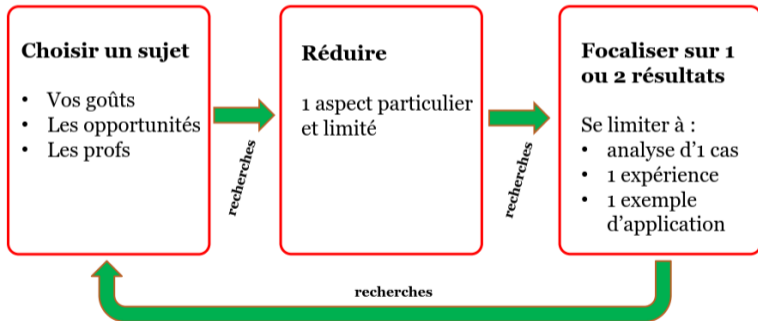 Choisir un sujet
• Vos goûts
• Les opportunités
• Les profs
recherches
Réduire
1 aspect particulier
et limité
recherches
Focaliser sur 1
ou 2 résultats
Se limiter à :
• analyse d'1 cas
• 1 expérience
• 1 exemple
d'application
recherches